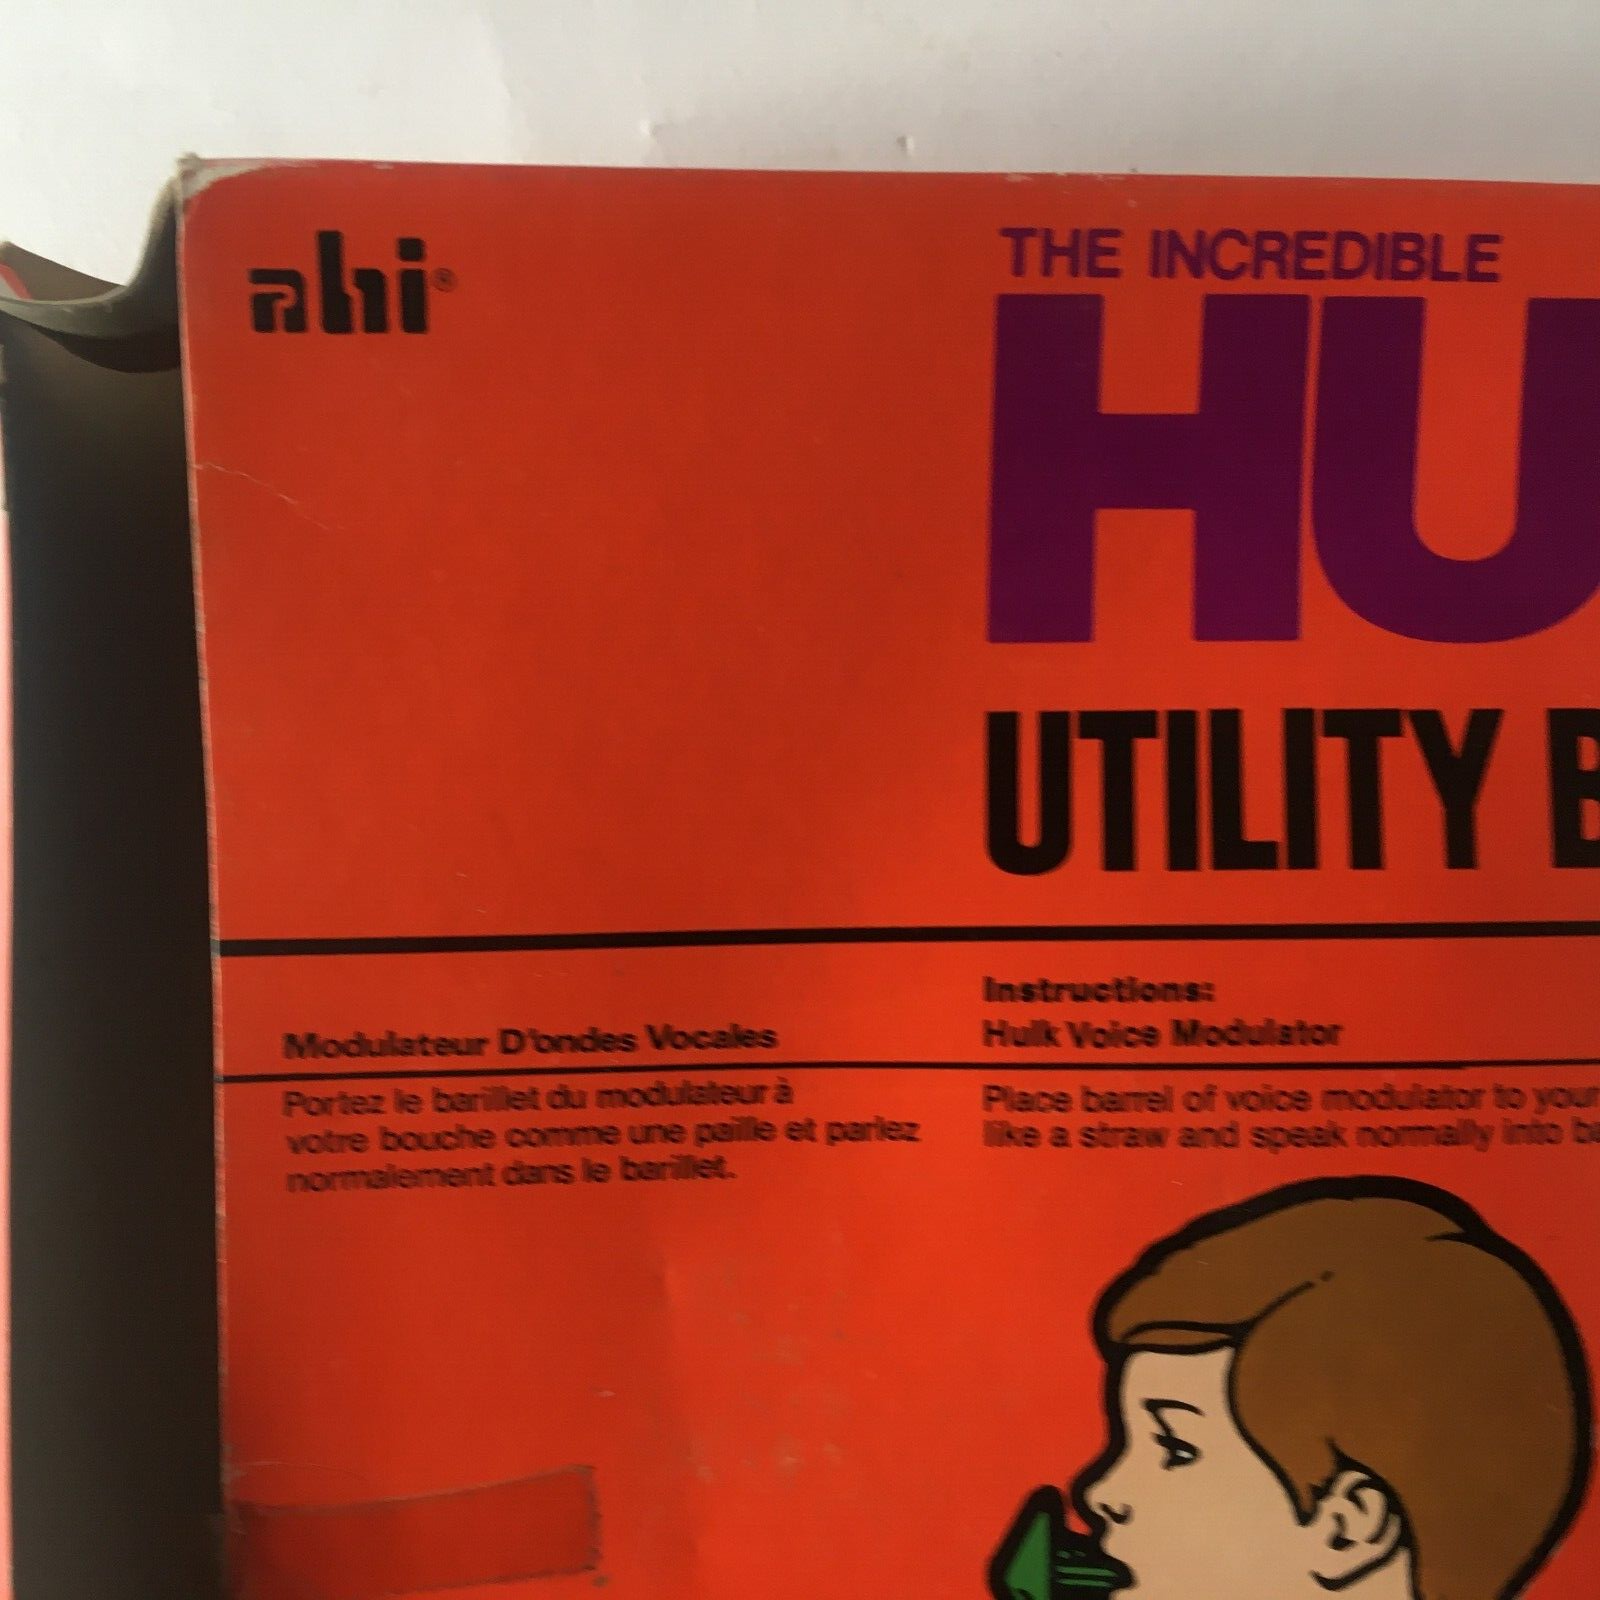 ahi®
THE INCREDIBLE
HU
UTILITY B
Modulateur D'ondes Vocales
Portez le barillet du modulateur à
votre bouche comme une paille et parlez
normalement dans le barillet.
Instructions:
Hulk Voice Modulator
Place barrel of voice modulator to your
like a straw and speak normally into